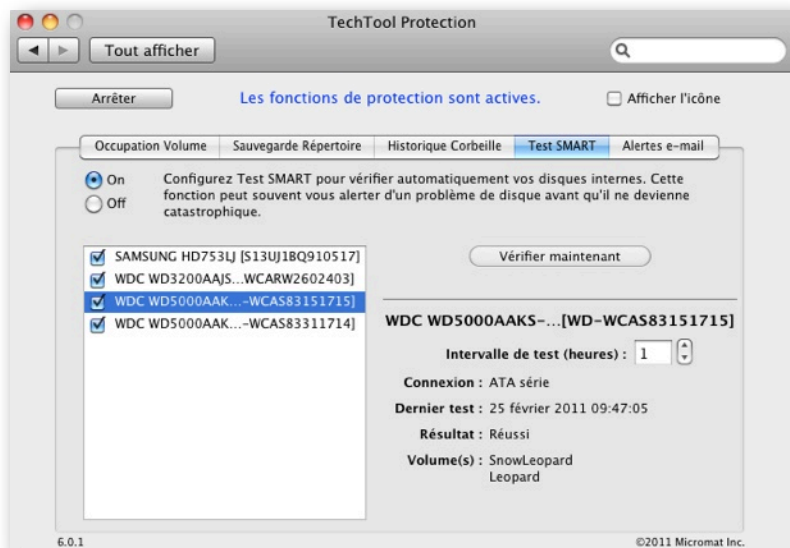 TechTool Protection
Tout afficher
Arrêter
Les fonctions de protection sont actives.
Afficher l'icône
Occupation Volume
Sauvegarde Répertoire
Historique Corbeille
Test SMART
Alertes e-mail
On
Off
Configurez Test SMART pour vérifier automatiquement vos disques internes. Cette
fonction peut souvent vous alerter d'un problème de disque avant qu'il ne devienne
catastrophique.
SAMSUNG HD753LJ [S13UJ1BQ910517]
WDC WD3200AAJS...WCARW2602403]
WDC WD5000AAK...-WCAS83151715]
WDC WD5000AAK...-WCAS83311714]
Vérifier maintenant
WDC WD5000AAKS-...[WD-WCAS83151715]
Intervalle de test (heures) : 1
Connexion : ATA série
Dernier test : 25 février 2011 09:47:05
Résultat : Réussi
Volume(s) : SnowLeopard
Leopard
6.0.1
©2011 Micromat Inc.